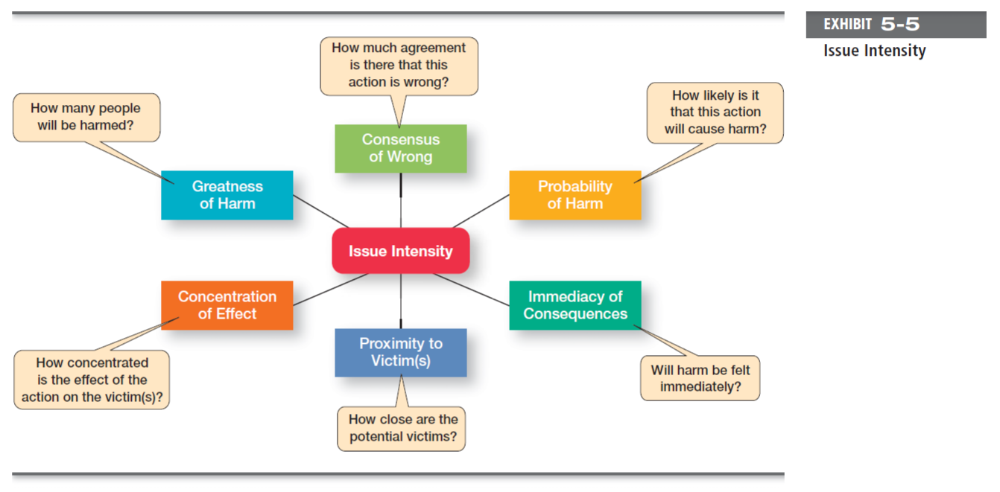 EXHIBIT 5-5
Issue Intensity
How much agreement
is there that this
action is wrong?
How many people
will be harmed?
How likely is it
that this action
will cause harm?
Consensus
of Wrong
Greatness
of Harm
Probability
of Harm
Issue Intensity
Concentration
of Effect
Immediacy of
Consequences
Proximity to
Victim(s)
How concentrated
is the effect of the
action on the victim(s)?
Will harm be felt
immediately?
How close are the
potential victims?